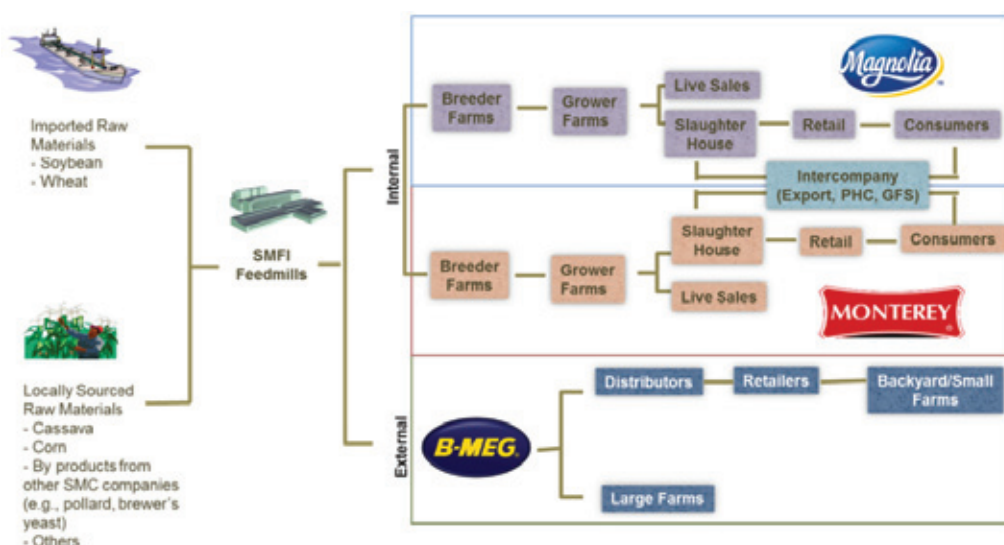 Imported Raw
Materials
- Soybean
- Wheat
SMFI
Feedmills
Locally Sourced
Raw Materials
- Cassava
- Corn
- By products from
other SMC companies
(e.g., pollard, brewer's
yeast)
- Others
Internal
Magnolia
Breeder
Farms
Grower
Farms
Live Sales
Slaughter
House
Retail
Consumers
Intercompany
(Export, PHC, GFS)
Breeder
Farms
Grower
Farms
Slaughter
House
Live Sales
Retail
Consumers
MONTEREY
External
B-MEG
Distributors
Retailers
Backyard/Small
Farms
Large Farms